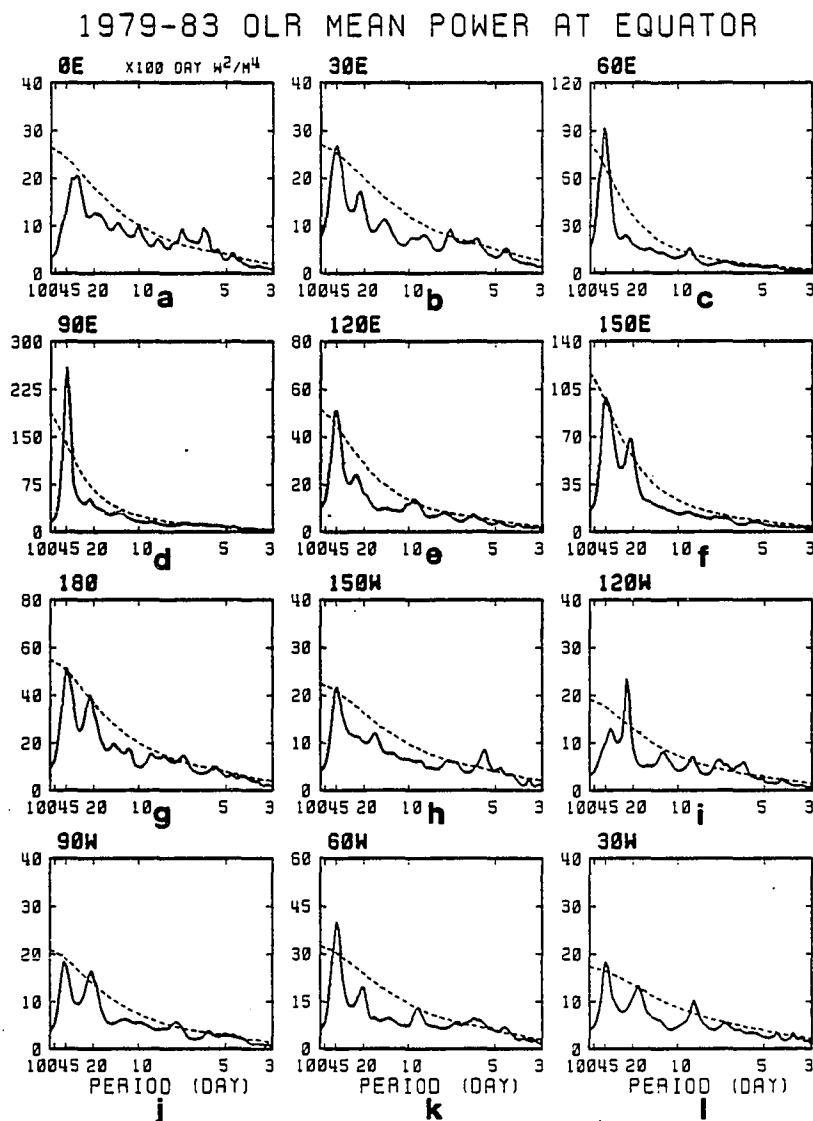 1979-83 OLR MEAN POWER AT EQUATOR
0E X100 DAY W²/M⁴ 30E 60E
40 40 120
30 30 90
20 20 50
10 10 30
0 0 0
10045 20 10 5 3 10045 20 10 5 3 10045 20 10 5 3
a b c
90E 120E 150E
300 80 140
225 60 105
150 40 70
75 20 35
0 0 0
10045 20 10 5 3 10045 20 10 5 3 10045 20 10 5 3
d e f
180 150W 120W
80 40 40
60 30 30
40 20 20
20 10 10
0 0 0
10045 20 10 5 3 10045 20 10 5 3 10045 20 10 5 3
g h i
90W 60W 30W
40 60 40
30 45 30
20 30 20
10 15 10
0 0 0
10045 20 10 5 3 10045 20 10 5 3 10045 20 10 5 3
PERIOD (DAY) PERIOD (DAY) PERIOD (DAY)
j k l